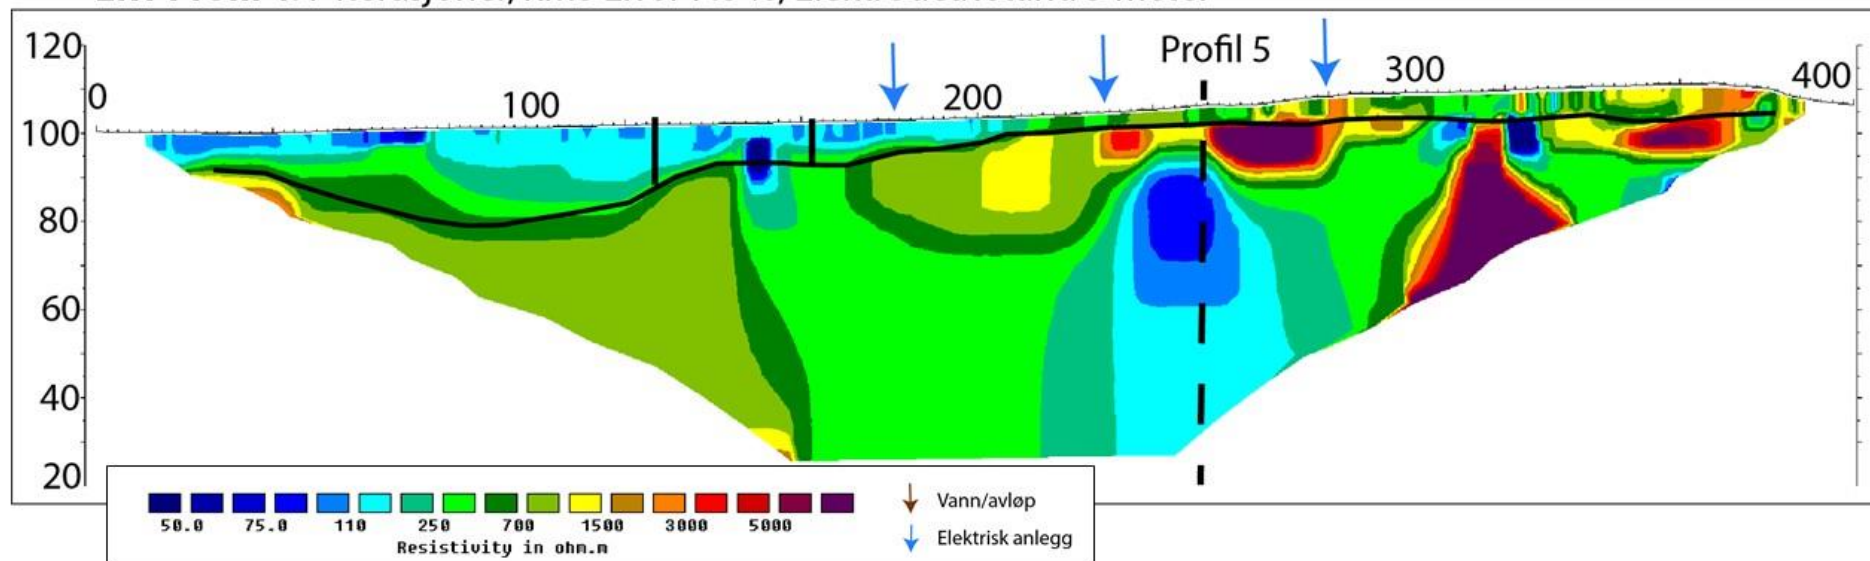 120
Profil 5
0 100 200 300 400
100
80
60
40
20
50.0 75.0 110 250 700 1500 3000 5000
Resistivity in ohm.m
Vann/avløp
Elektrisk anlegg